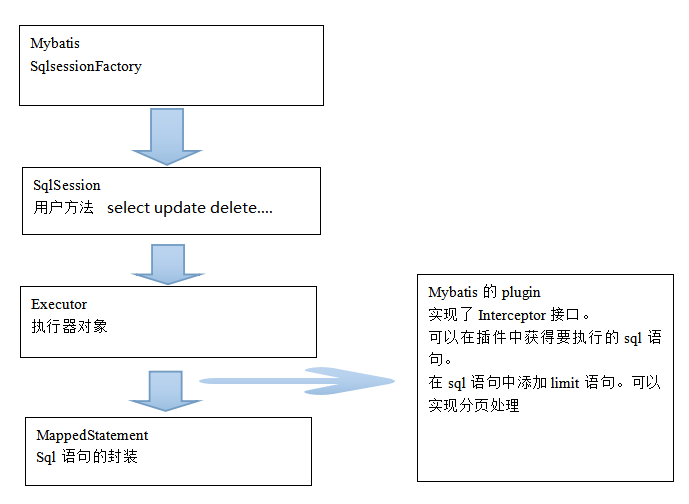 Mybatis
SqlsessionFactory
SqlSession
用户方法 select update delete....
Executor
执行器对象
Mybatis 的 plugin
实现了 Interceptor 接口。
可以在插件中获得要执行的 sql 语
句。
在 sql 语句中添加 limit 语句。可以
实现分页处理
MappedStatement
Sql 语句的封装